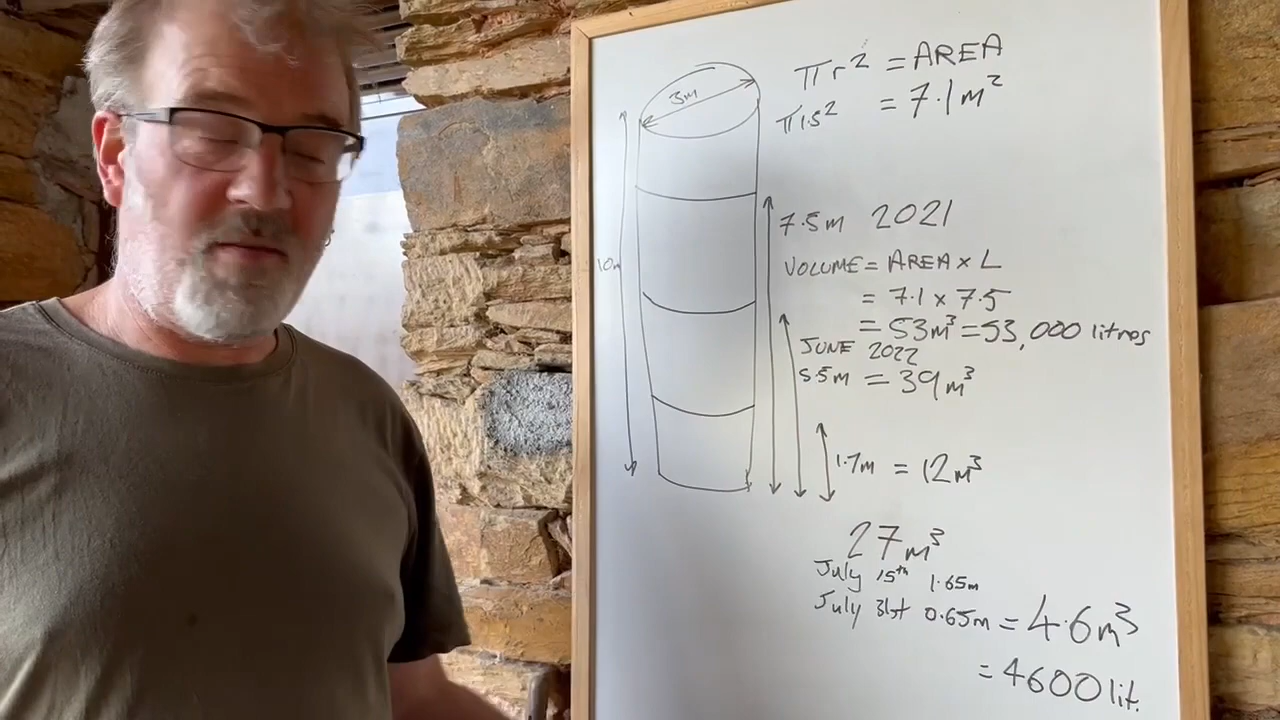 πr² = AREA
3M
π1.5² = 7.1m²
7.5m 2021
10m
VOLUME = AREA × L
= 7.1 × 7.5
= 53m³ = 53,000 litros
JUNE 2022
5.5m = 39m³
1.7m = 12m³
27m³
July 15th 1.65m
July 31st 0.65m = 4.6m³
= 4600 lit.